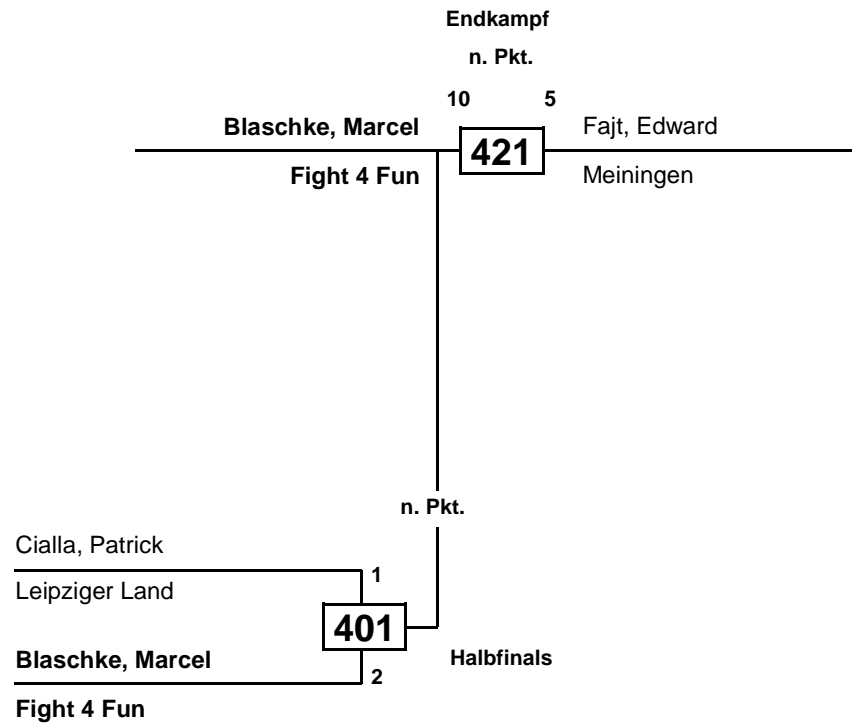 Endkampf
n. Pkt.
10 5
Blaschke, Marcel
Fight 4 Fun
421
Fajt, Edward
Meiningen
n. Pkt.
Cialla, Patrick
Leipziger Land
1
401
Blaschke, Marcel
2
Fight 4 Fun
Halbfinals